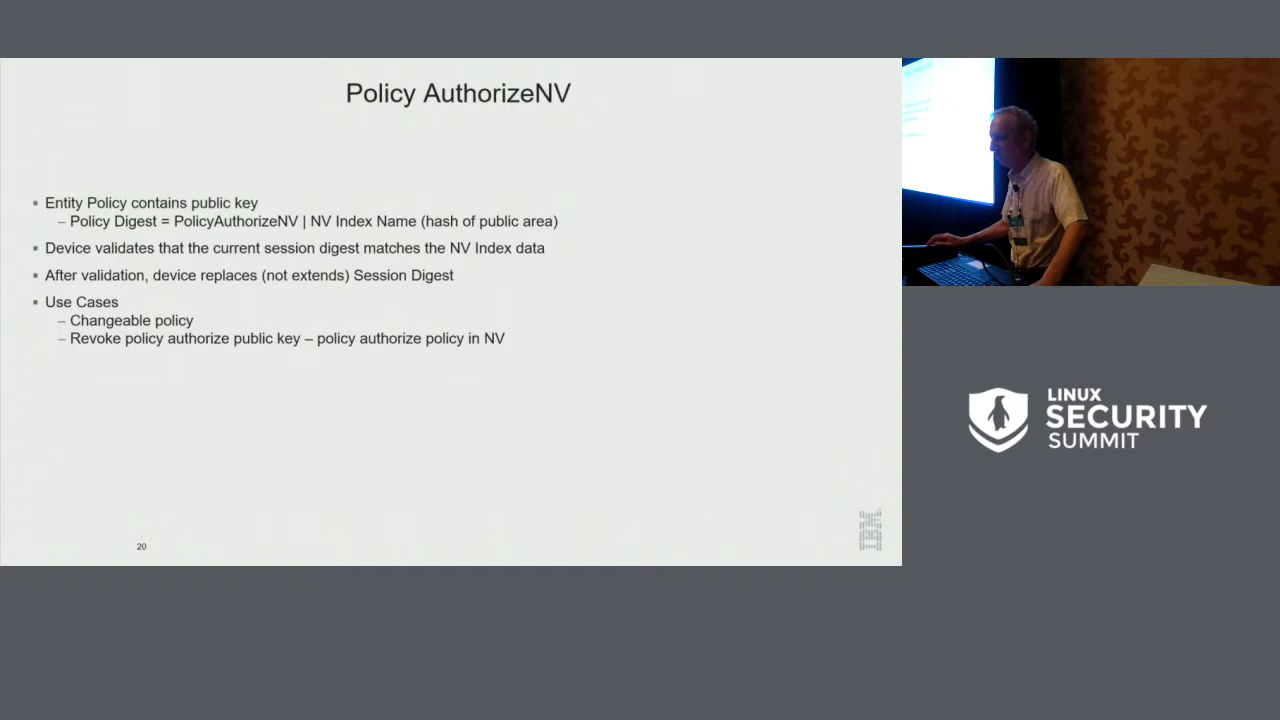 Policy AuthorizeNV
▪ Entity Policy contains public key
– Policy Digest = PolicyAuthorizeNV | NV Index Name (hash of public area)
▪ Device validates that the current session digest matches the NV Index data
▪ After validation, device replaces (not extends) Session Digest
▪ Use Cases
– Changeable policy
– Revoke policy authorize public key – policy authorize policy in NV
20
IBM
LINUX
SECURITY
SUMMIT